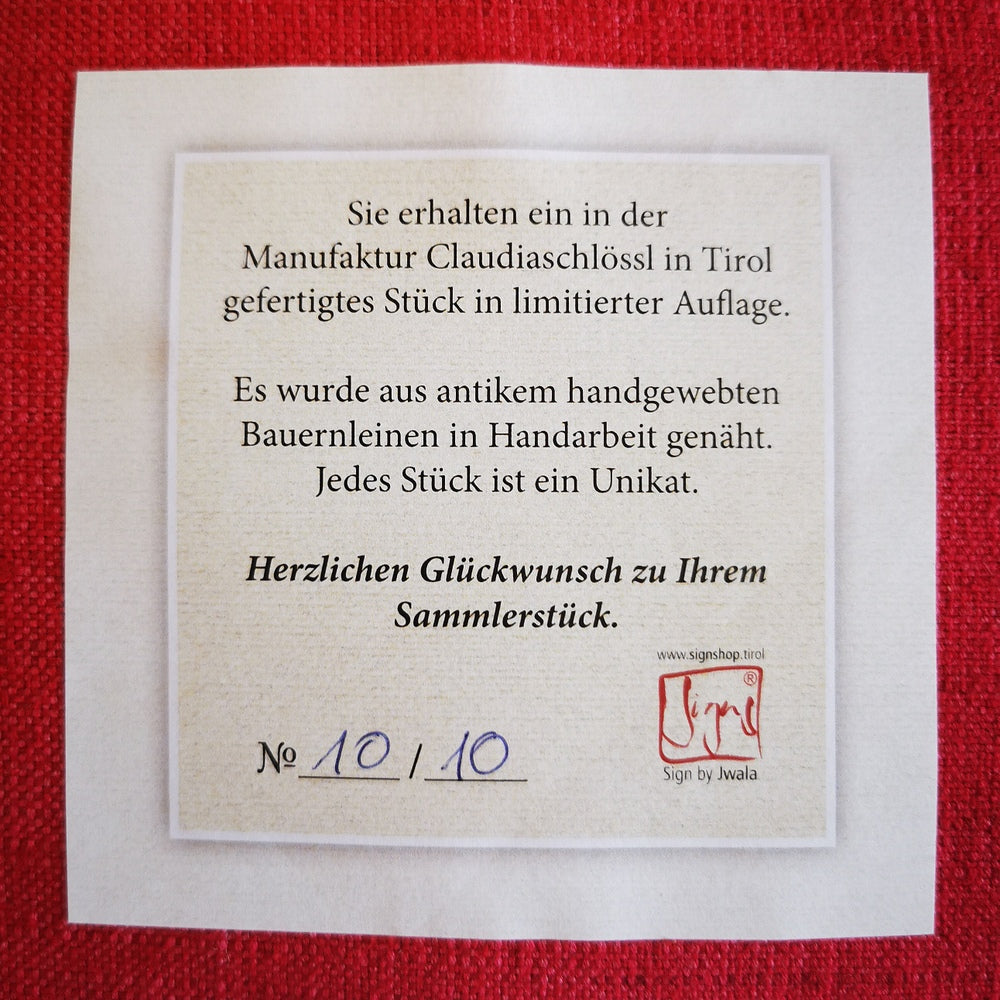 Sie erhalten ein in der
Manufaktur Claudiaschlössl in Tirol
gefertigtes Stück in limitierter Auflage.
Es wurde aus antikem handgewebten
Bauernleinen in Handarbeit genäht.
Jedes Stück ist ein Unikat.
Herzlichen Glückwunsch zu Ihrem
Sammlerstück.
www.signshop.tirol
Signs ®
Sign by Jwala
№ 10 / 10